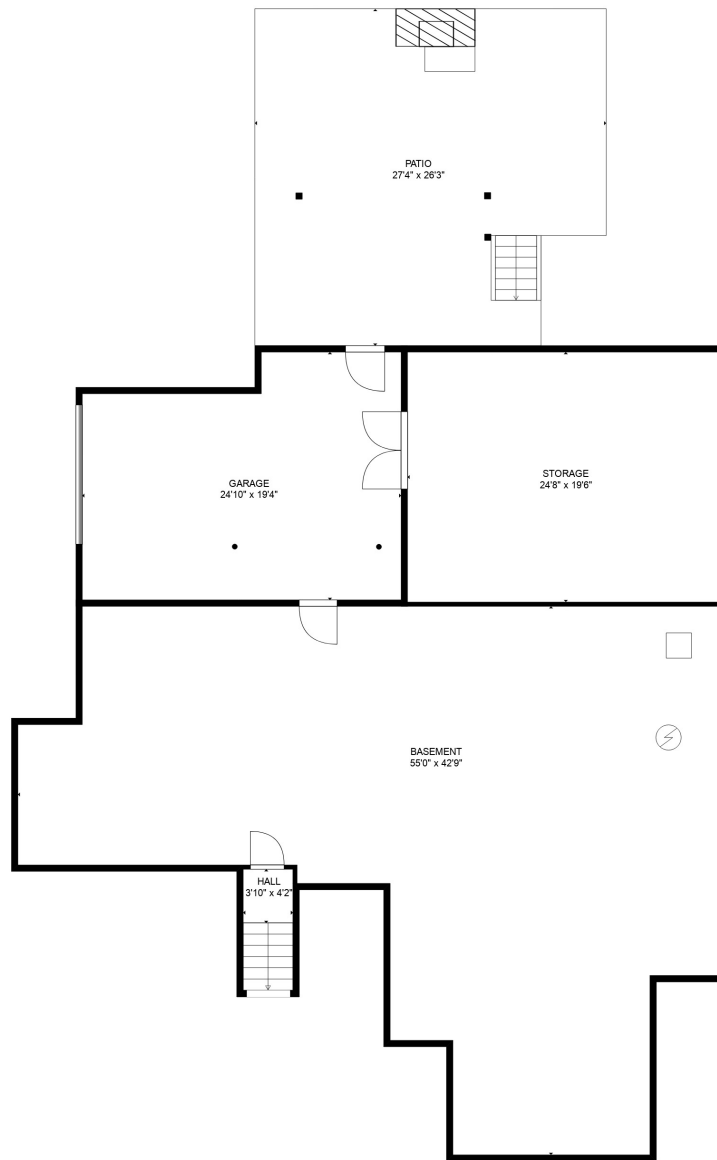 PATIO
27'4" x 26'3"
GARAGE
24'10" x 19'4"
STORAGE
24'8" x 19'6"
BASEMENT
55'0" x 42'9"
HALL
3'10" x 4'2"